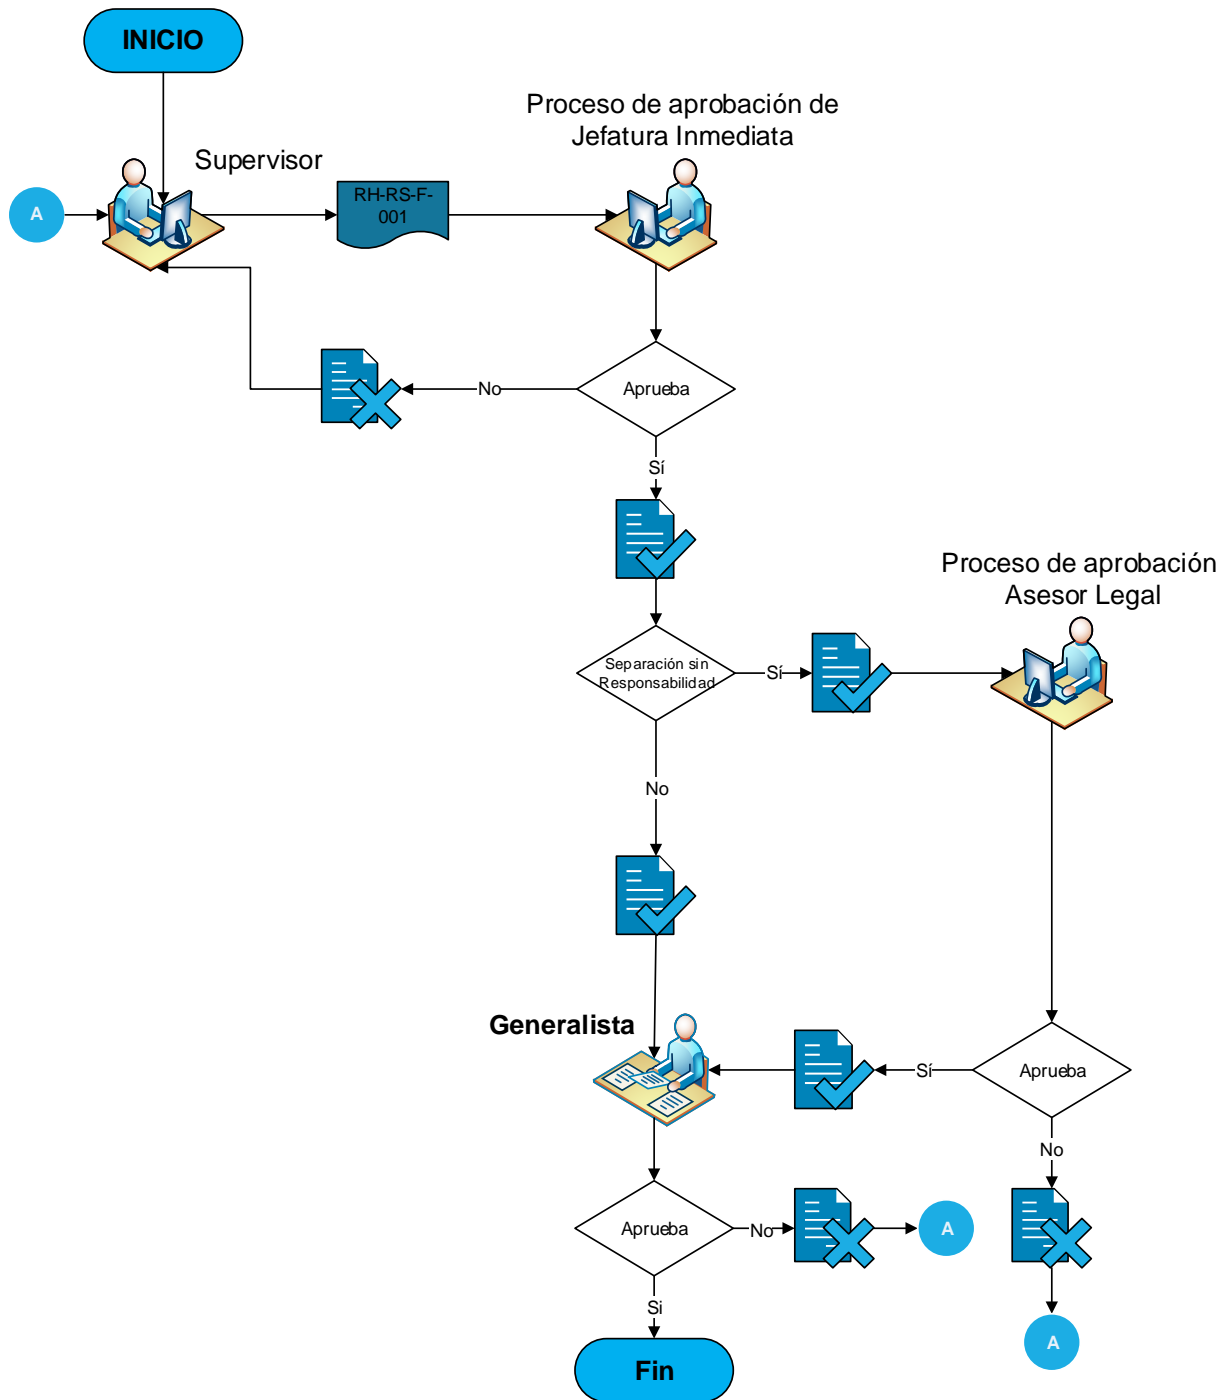 INICIO
Proceso de aprobación de
Jefatura Inmediata
Supervisor
A
RH-RS-F-
001
No
Aprueba
Sí
Proceso de aprobación
Asesor Legal
Separación sin
Responsabilidad
Sí
No
Generalista
Sí
Aprueba
No
Aprueba
No
A
Si
A
Fin